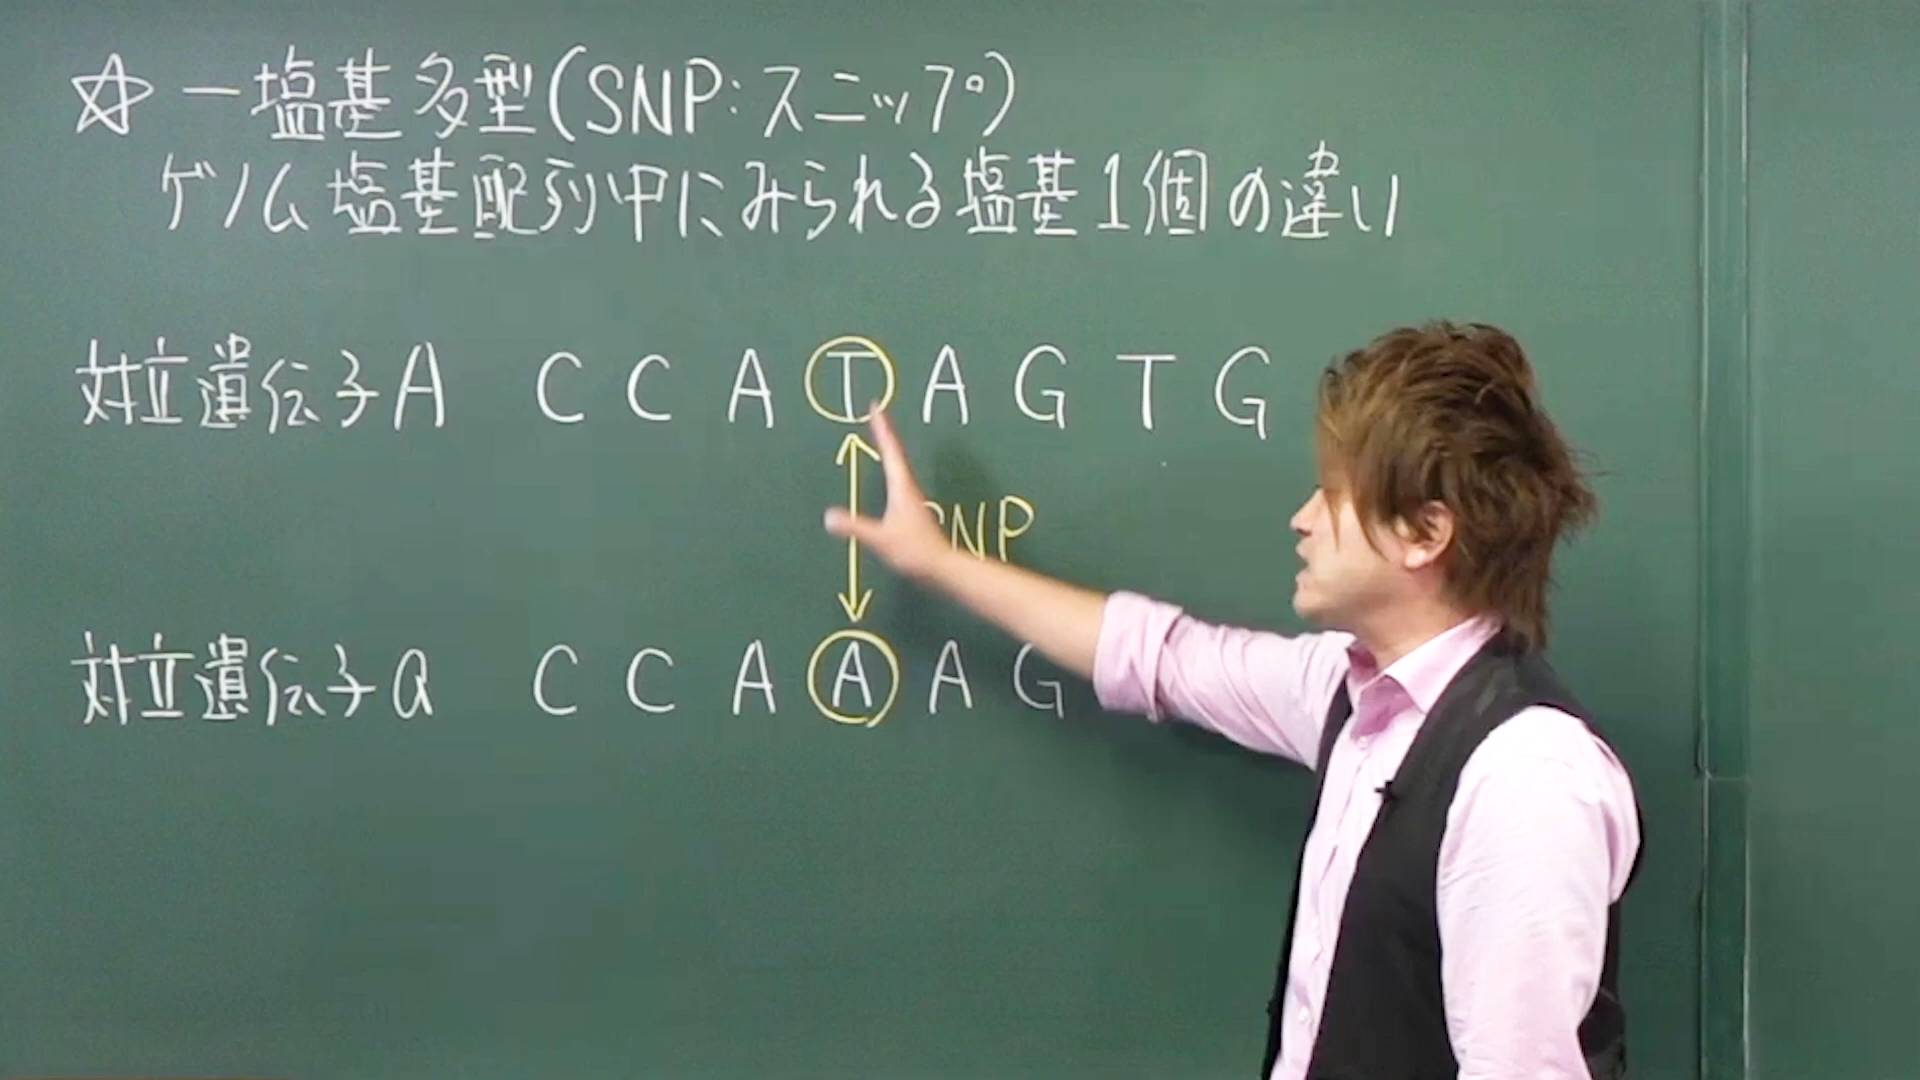 ☆一塩基多型(SNP:スニップ)
ゲノム塩基配列中にみられる塩基1個の違い
対立遺伝子A C C A T A G T G
SNP
対立遺伝子a C C A A A G